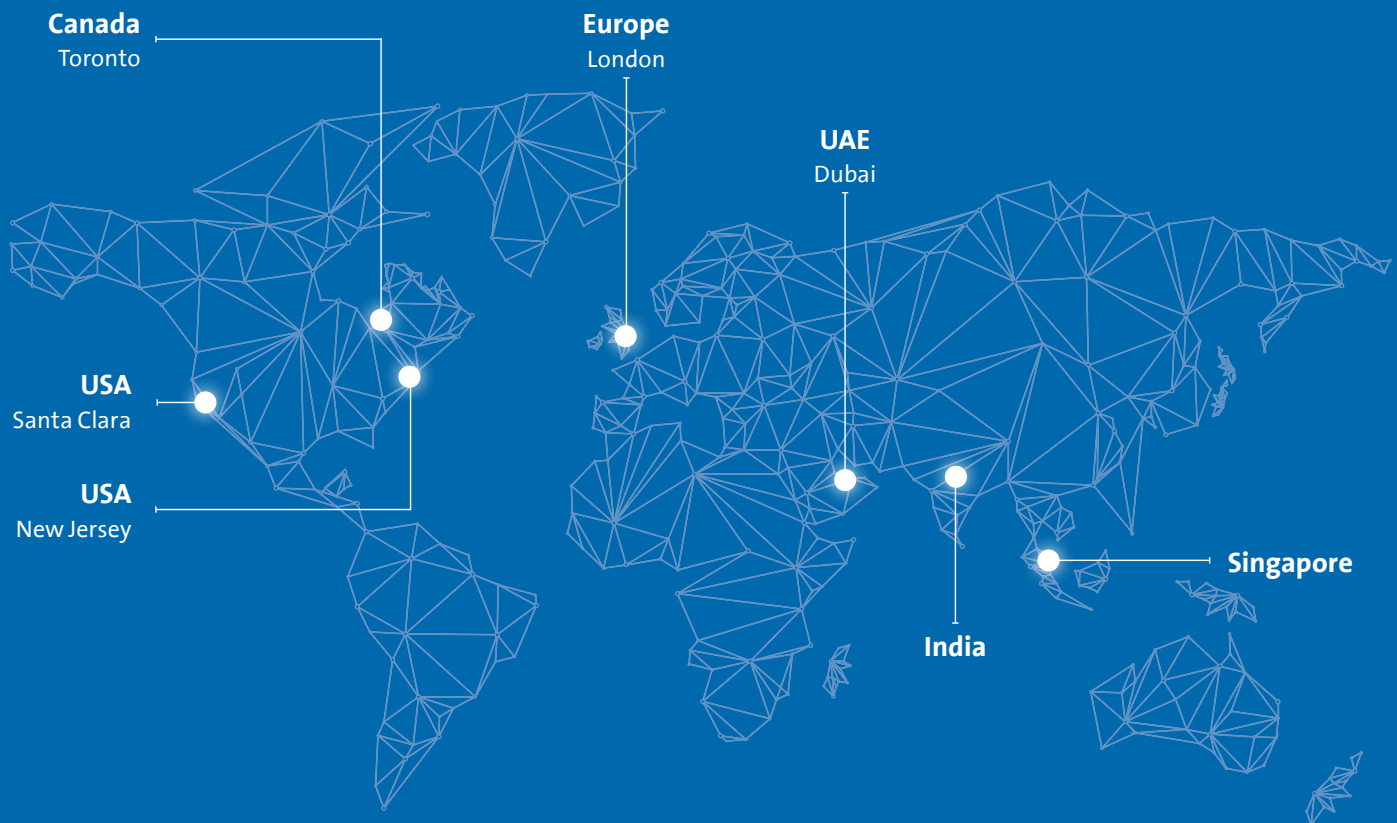 Canada
Toronto
Europe
London
UAE
Dubai
USA
Santa Clara
USA
New Jersey
Singapore
India